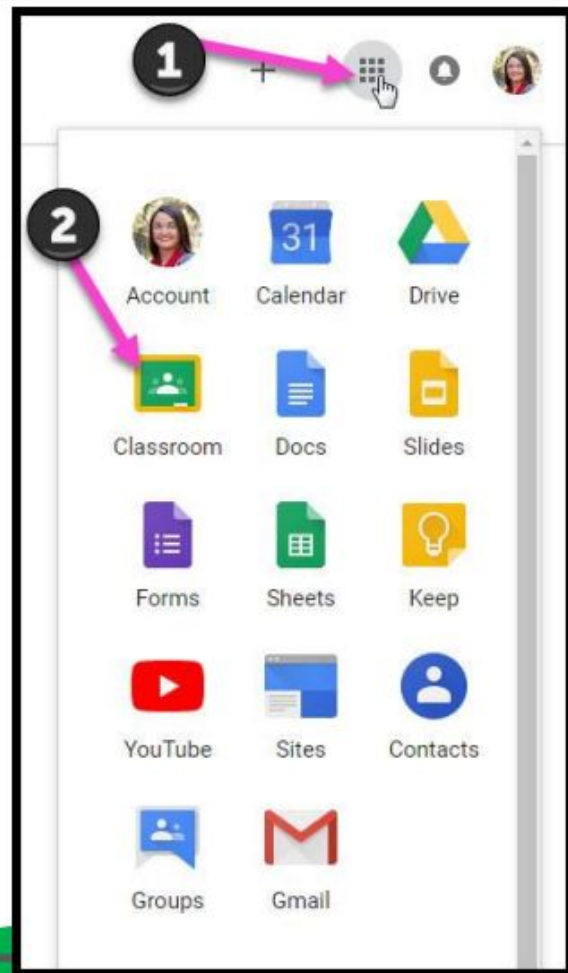 1
2
31
Account Calendar Drive
Classroom Docs Slides
Forms Sheets Keep
YouTube Sites Contacts
Groups Gmail